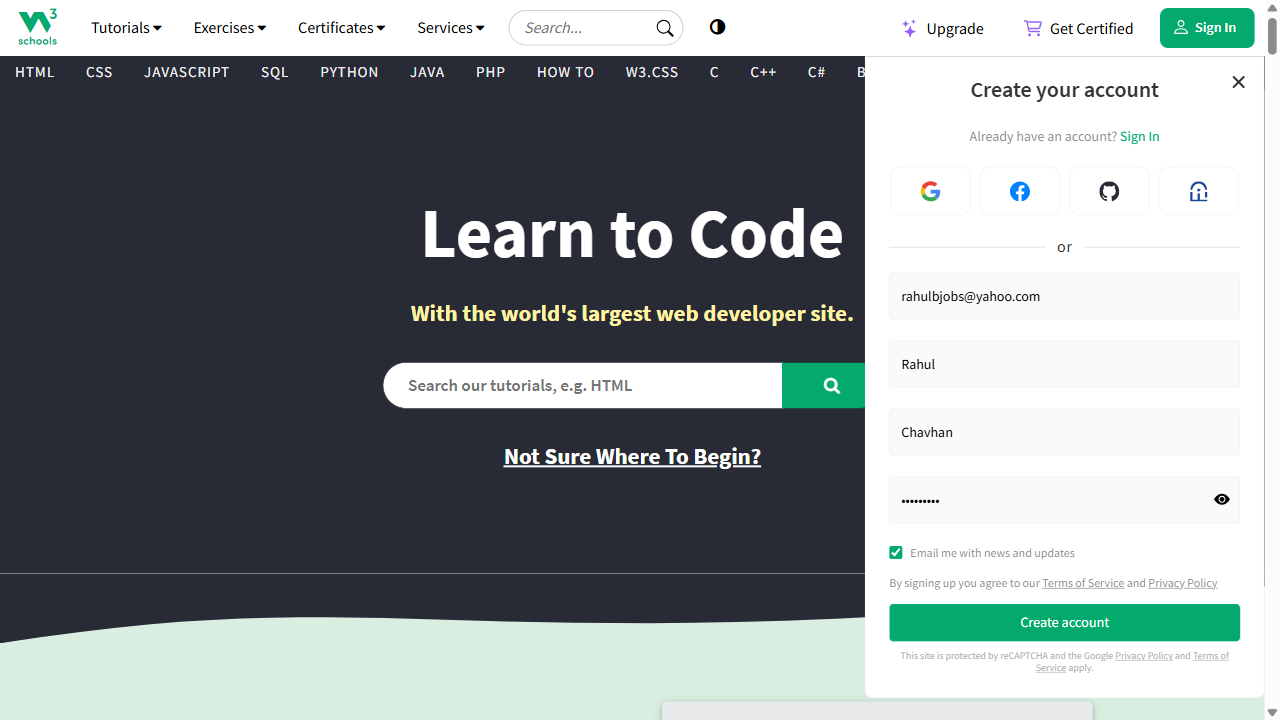 3
schools
Tutorials
Exercises
Certificates
Services
Search...
Upgrade
Get Certified
Sign In
HTML
CSS
JAVASCRIPT
SQL
PYTHON
JAVA
PHP
HOW TO
W3.CSS
C
C++
C#
Learn to Code
With the world's largest web developer site.
Search our tutorials, e.g. HTML
Not Sure Where To Begin?
Create your account
Already have an account? Sign In
or
rahulbjobs@yahoo.com
Rahul
Chavhan
•••••••••
Email me with news and updates
By signing up you agree to our Terms of Service and Privacy Policy
Create account
This site is protected by reCAPTCHA and the Google Privacy Policy and Terms of
Service apply.